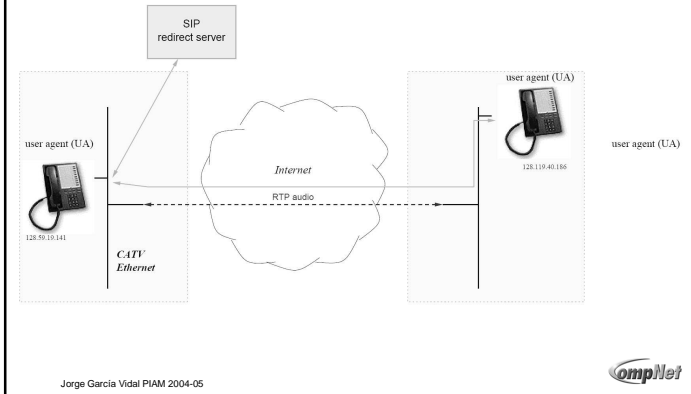 SIP
redirect server
user agent (UA)
user agent (UA)
user agent (UA)
Internet
128.119.40.186
RTP audio
128.59.19.141
CATV
Ethernet
Jorge García Vidal PIAM 2004-05
CompNet